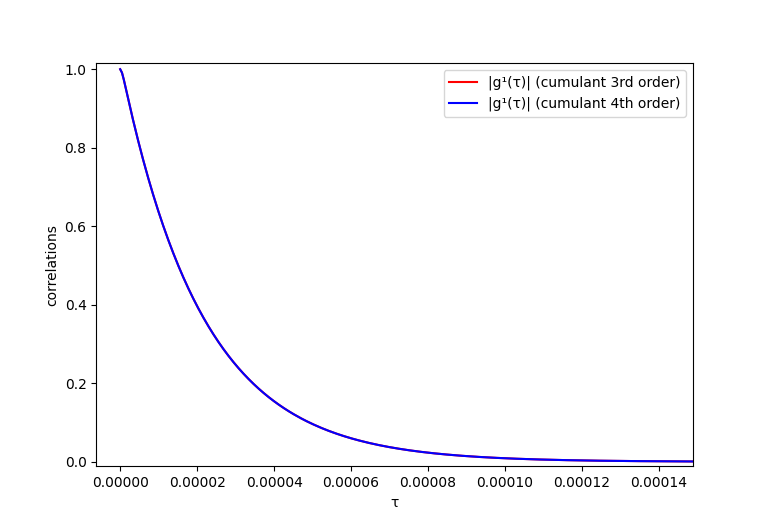 |g¹(τ)| (cumulant 3rd order)
|g¹(τ)| (cumulant 4th order)
1.0
0.8
0.6
0.4
0.2
0.0
correlations
0.00000 0.00002 0.00004 0.00006 0.00008 0.00010 0.00012 0.00014
τ